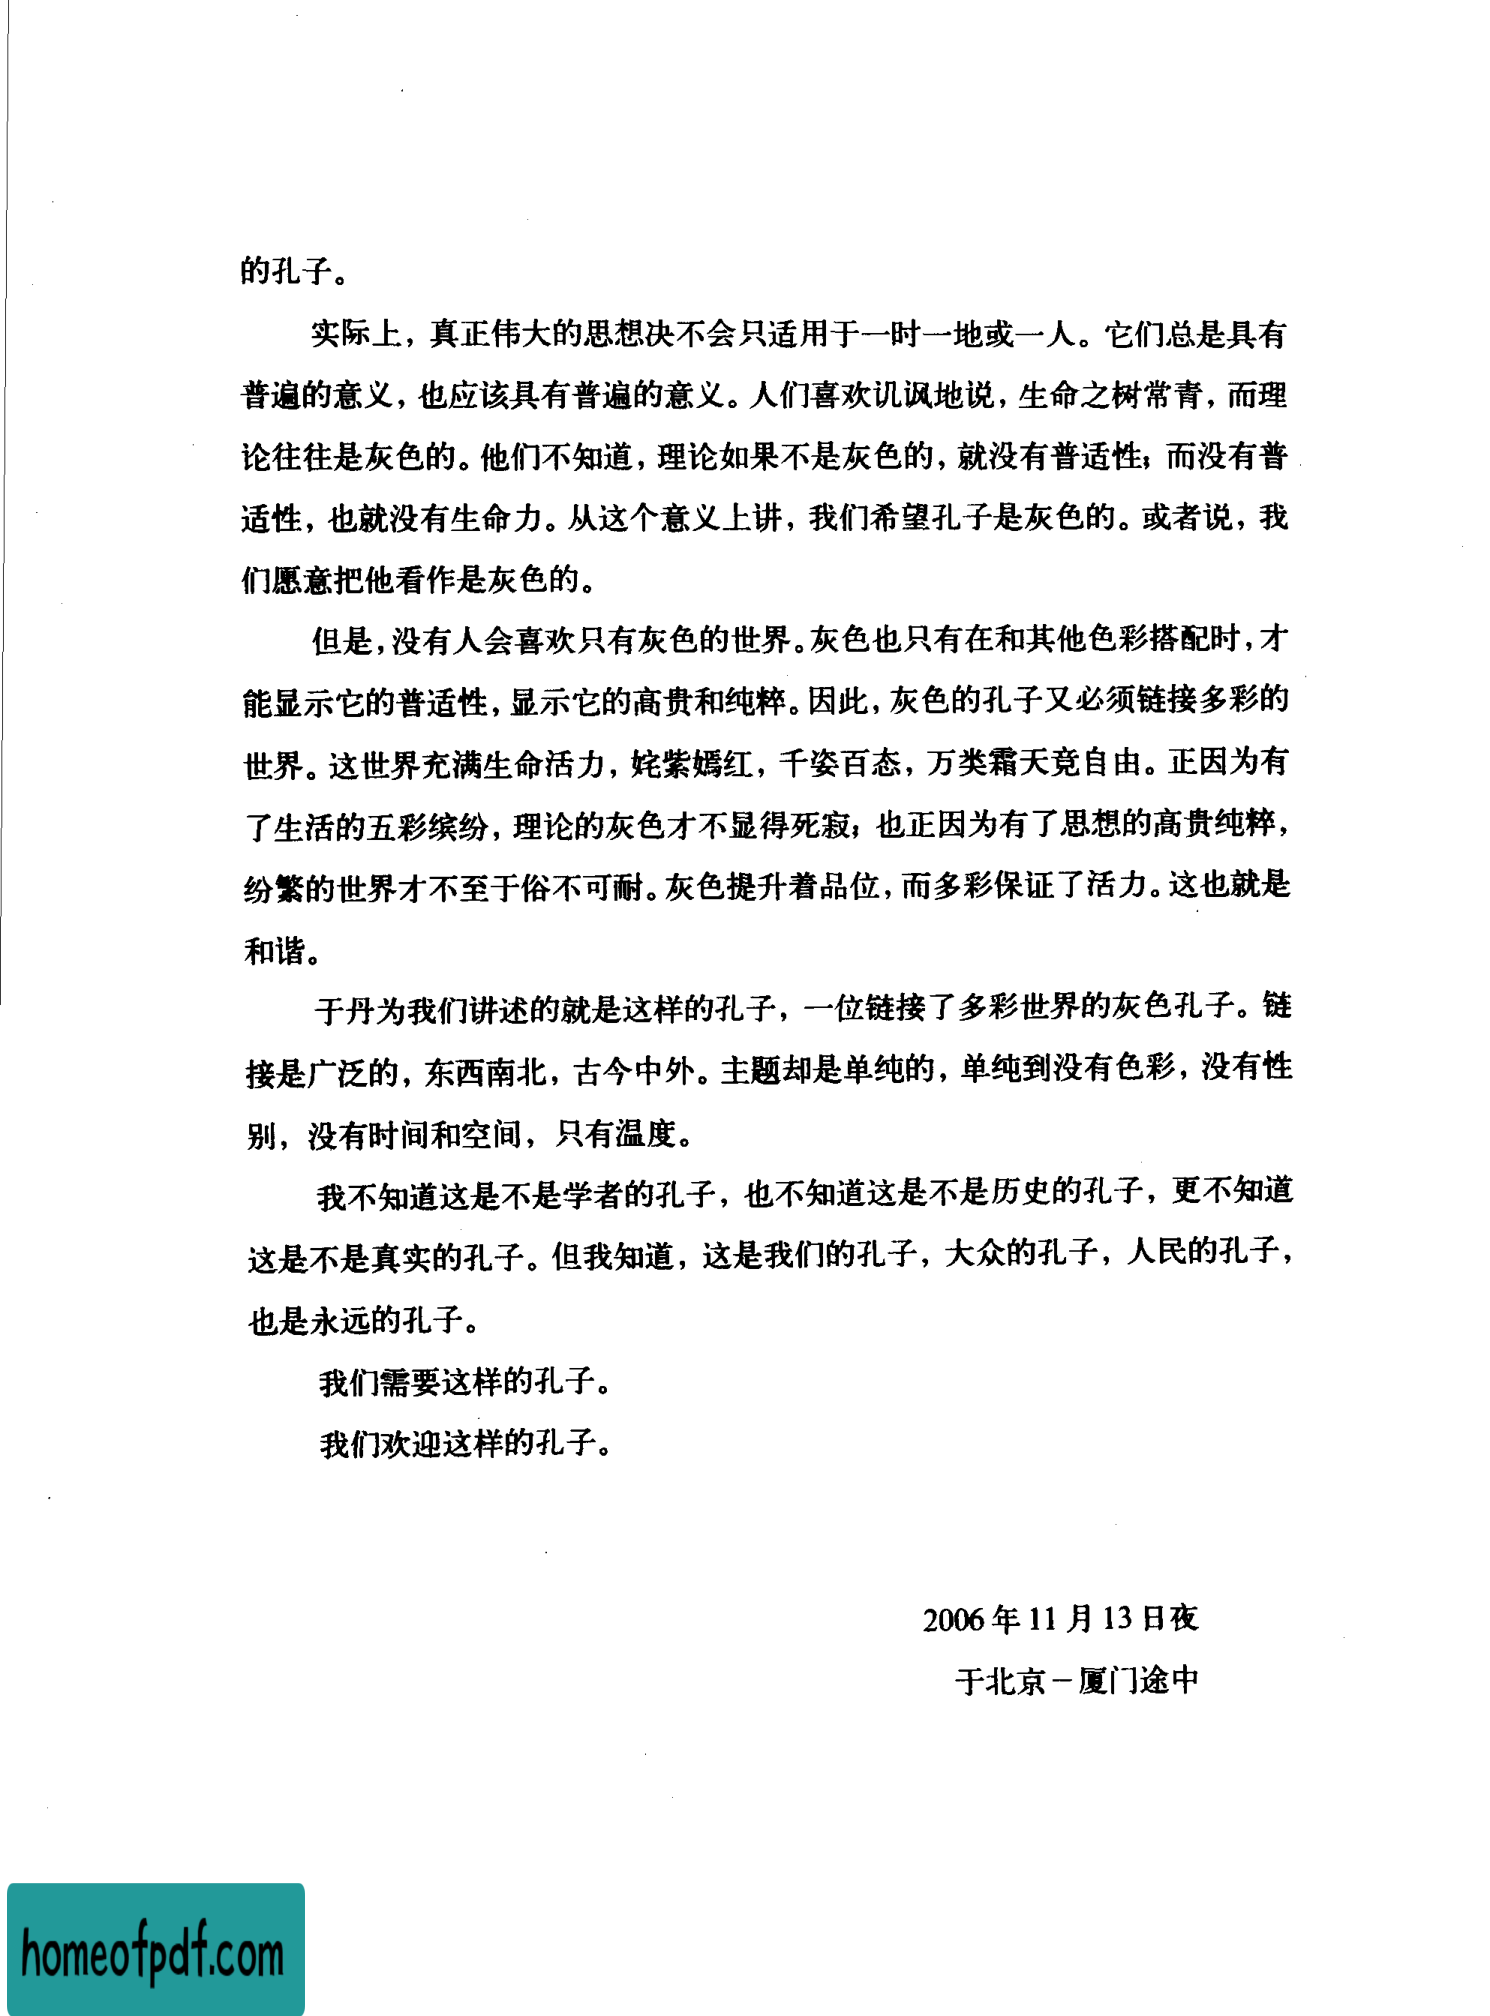 的孔子。
实际上，真正伟大的思想决不会只适用于一时一地或一人。它们总是具有
普遍的意义，也应该具有普遍的意义。人们喜欢讥讽地说，生命之树常青，而理
论往往是灰色的。他们不知道，理论如果不是灰色的，就没有普适性；而没有普
适性，也就没有生命力。从这个意义上讲，我们希望孔子是灰色的。或者说，我
们愿意把他看作是灰色的。
但是，没有人会喜欢只有灰色的世界。灰色也只有在和其他色彩搭配时，才
能显示它的普适性，显示它的高贵和纯粹。因此，灰色的孔子又必须链接多彩的
世界。这世界充满生命活力，姹紫嫣红，千姿百态，万类霜天竞自由。正因为有
了生活的五彩缤纷，理论的灰色才不显得死寂；也正因为有了思想的高贵纯粹，
纷繁的世界才不至于俗不可耐。灰色提升着品位，而多彩保证了活力。这也就是
和谐。
于丹为我们讲述的就是这样的孔子，一位链接了多彩世界的灰色孔子。链
接是广泛的，东西南北，古今中外。主题却是单纯的，单纯到没有色彩，没有性
别，没有时间和空间，只有温度。
我不知道这是不是学者的孔子，也不知道这是不是历史的孔子，更不知道
这是不是真实的孔子。但我知道，这是我们的孔子，大众的孔子，人民的孔子，
也是永远的孔子。
我们需要这样的孔子。
我们欢迎这样的孔子。
2006年11月13日夜
于北京－厦门途中
homeofpdf.com